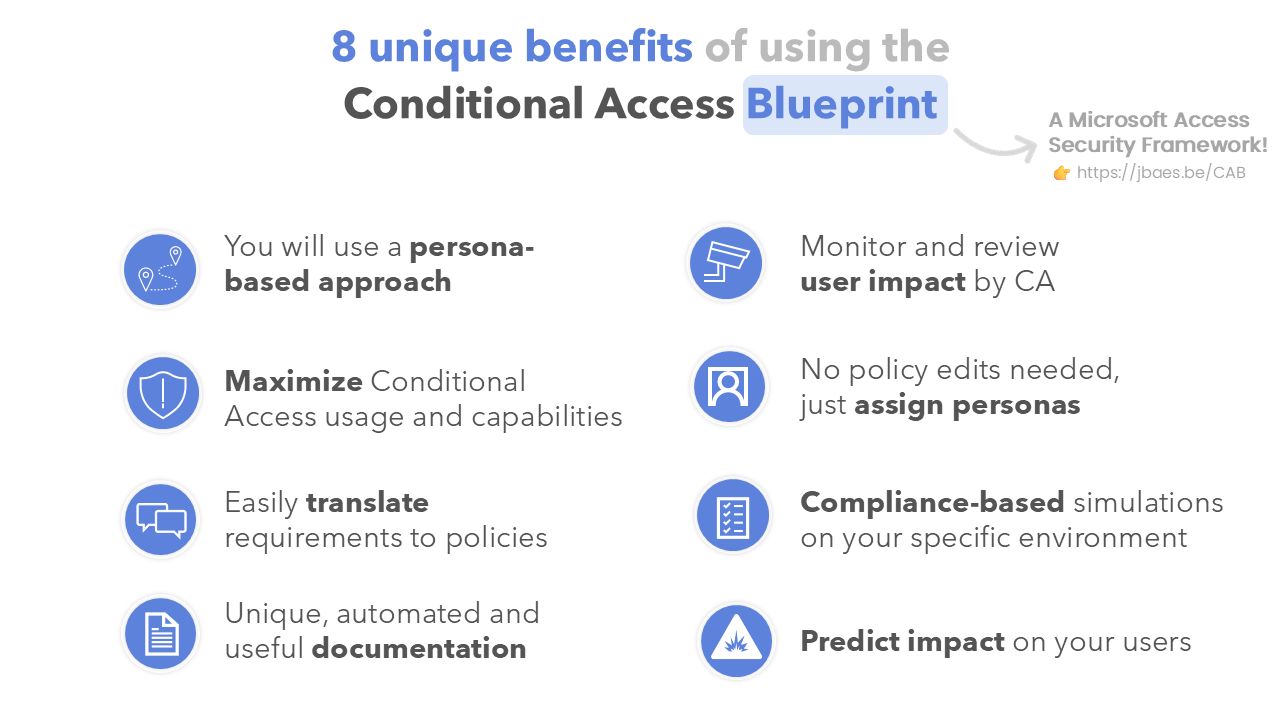 8 unique benefits of using the
Conditional Access Blueprint
A Microsoft Access
Security Framework!
👉 https://jbaes.be/CAB
You will use a persona-
based approach
Maximize Conditional
Access usage and capabilities
Easily translate
requirements to policies
Unique, automated and
useful documentation
Monitor and review
user impact by CA
No policy edits needed,
just assign personas
Compliance-based simulations
on your specific environment
Predict impact on your users